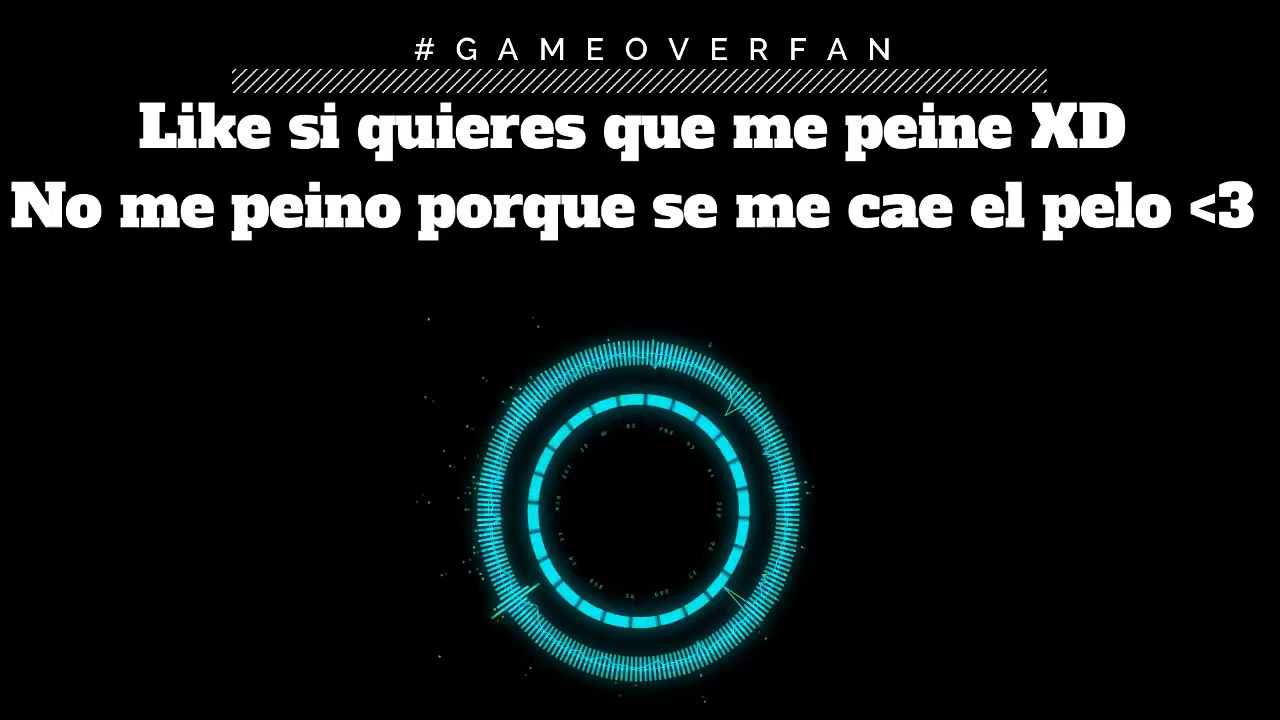 #GAMEOVERFAN
Like si quieres que me peine XD
No me peino porque se me cae el pelo <3